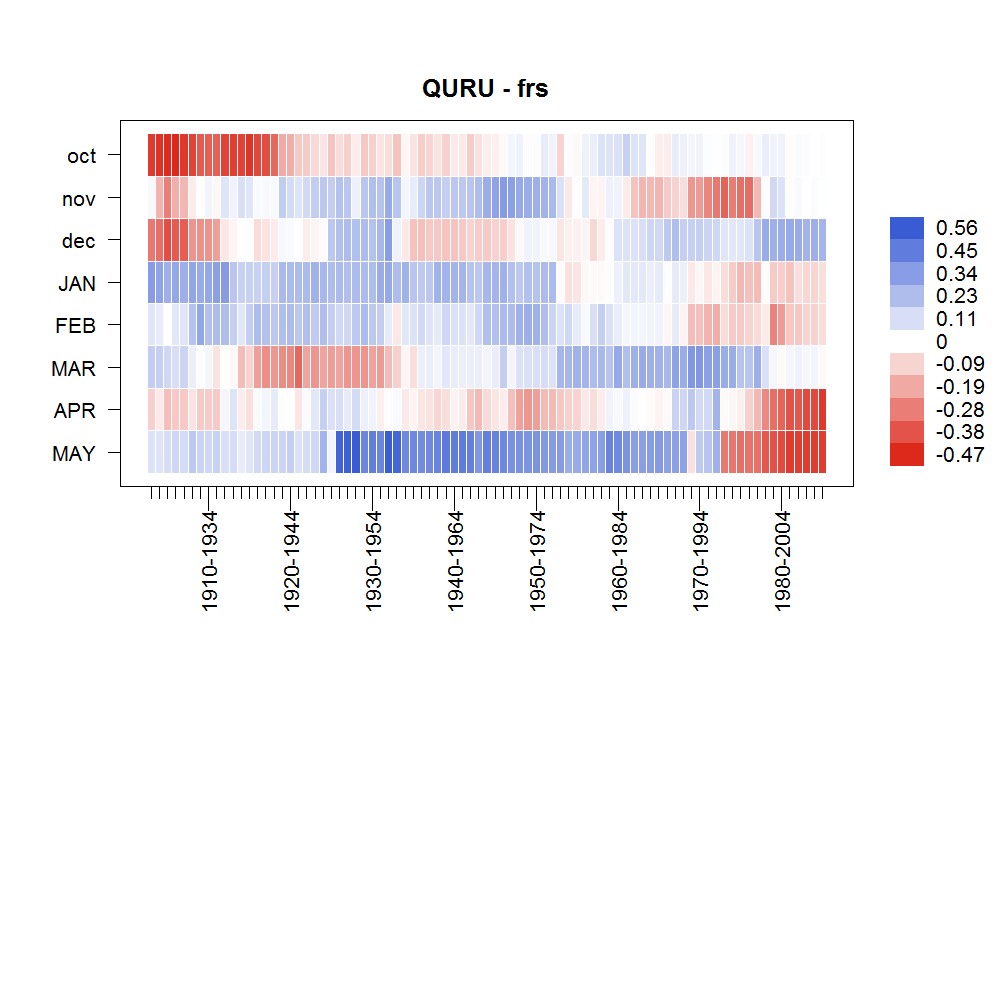 QURU - frs
oct
nov
dec
JAN
FEB
MAR
APR
MAY
0.56
0.45
0.34
0.23
0.11
0
-0.09
-0.19
-0.28
-0.38
-0.47
1910-1934
1920-1944
1930-1954
1940-1964
1950-1974
1960-1984
1970-1994
1980-2004